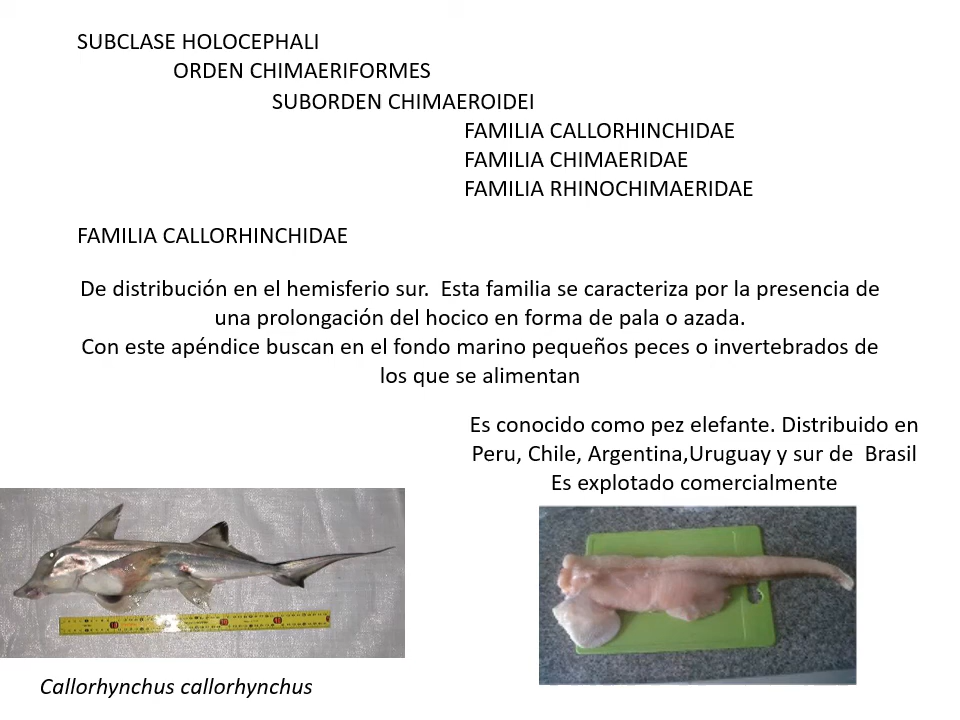 SUBCLASE HOLOCEPHALI
ORDEN CHIMAERIFORMES
SUBORDEN CHIMAEROIDEI
FAMILIA CALLORHINCHIDAE
FAMILIA CHIMAERIDAE
FAMILIA RHINOCHIMAERIDAE
FAMILIA CALLORHINCHIDAE
De distribución en el hemisferio sur.  Esta familia se caracteriza por la presencia de
una prolongación del hocico en forma de pala o azada.
Con este apéndice buscan en el fondo marino pequeños peces o invertebrados de
los que se alimentan
Es conocido como pez elefante. Distribuido en
Peru, Chile, Argentina,Uruguay y sur de  Brasil
Es explotado comercialmente
Callorhynchus callorhynchus